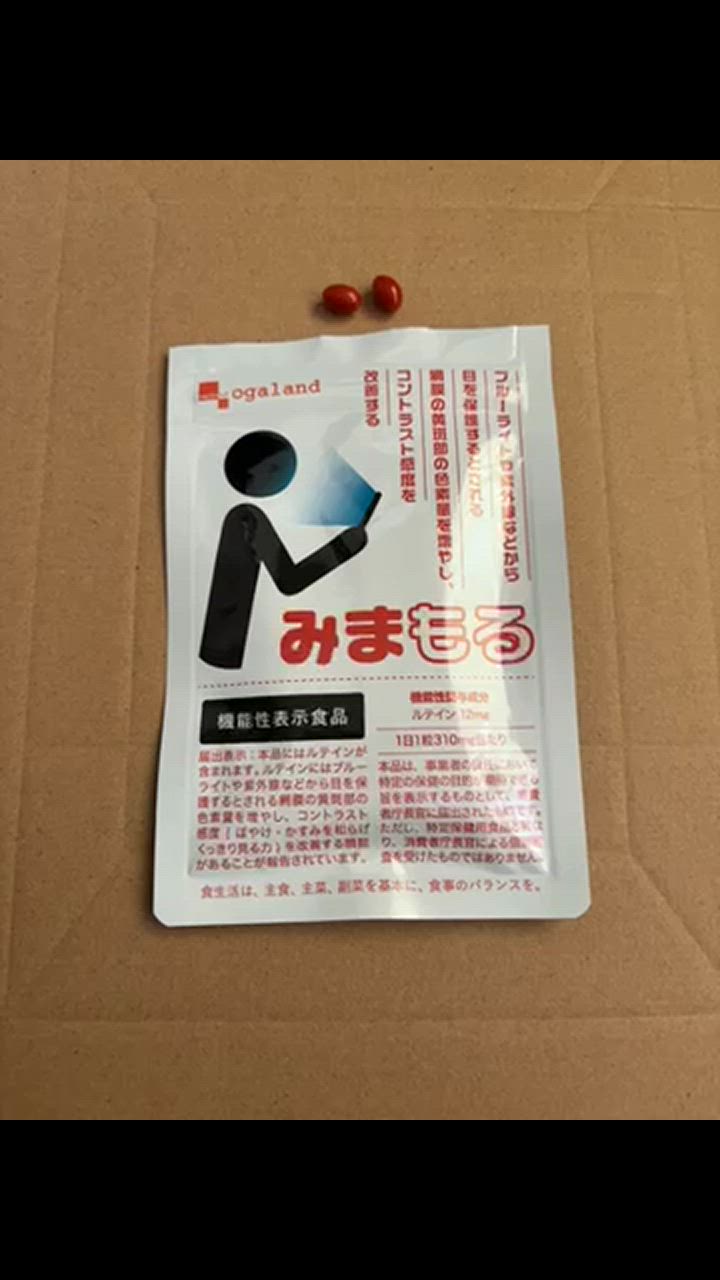 ogaland
ブルーライトや紫外線などから
目を保護するとされる
網膜の黄斑部の色素量を増やし、
コントラスト感度を
改善する
みまもる
機能性表示食品
機能性関与成分
ルテイン 12mg
1日1粒310mg当たり
届出表示：本品にはルテインが
含まれます。ルテインにはブルー
ライトや紫外線などから目を保
護するとされる網膜の黄斑部の
色素量を増やし、コントラスト
感度（ぼやけ・かすみを和らげ
くっきり見る力）を改善する機能
があることが報告されています。
本品は、事業者の責任において
特定の保健の目的が期待できる
旨を表示するものとして、消費
者庁長官に届出されたものです。
ただし、特定保健用食品と異な
り、消費者庁長官による個別審
査を受けたものではありません。
食生活は、主食、主菜、副菜を基本に、食事のバランスを。